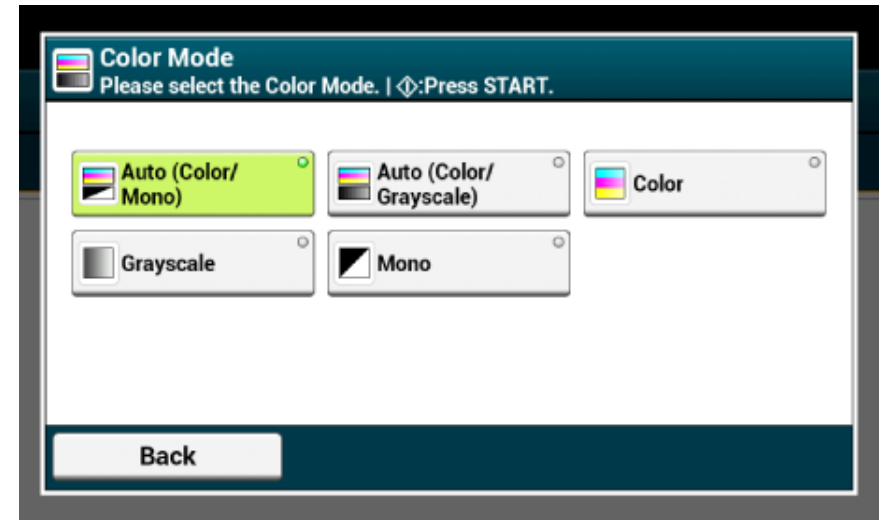 Color Mode
Please select the Color Mode. | :Press START.
Auto (Color/
Mono)
Auto (Color/
Grayscale)
Color
Grayscale
Mono
Back